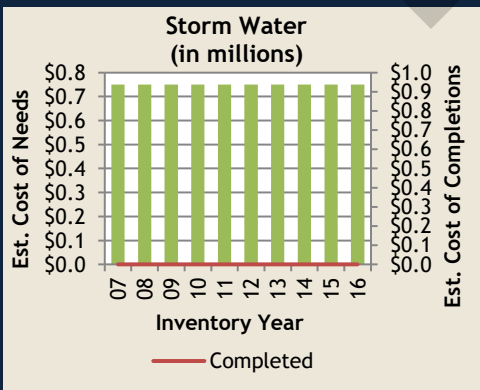 Storm Water
(in millions)
Est. Cost of Needs
$0.8
$0.7
$0.6
$0.5
$0.4
$0.3
$0.2
$0.1
$0.0
$1.0
$0.9
$0.8
$0.7
$0.6
$0.5
$0.4
$0.3
$0.2
$0.1
$0.0
Est. Cost of Completions
07 08 09 10 11 12 13 14 15 16
Inventory Year
Completed